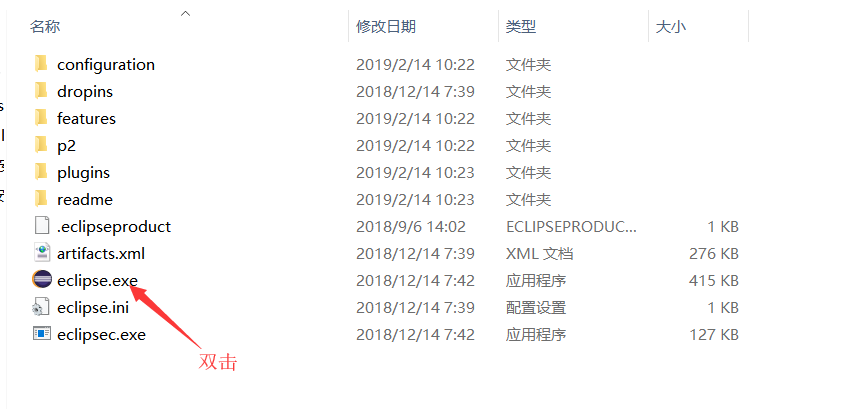 名称 修改日期 类型 大小
configuration 2019/2/14 10:22 文件夹
dropins 2018/12/14 7:39 文件夹
features 2019/2/14 10:22 文件夹
p2 2019/2/14 10:22 文件夹
plugins 2019/2/14 10:23 文件夹
readme 2019/2/14 10:23 文件夹
.eclipseproduct 2018/9/6 14:02 ECLIPSEPRODUC... 1 KB
artifacts.xml 2018/12/14 7:39 XML 文档 276 KB
eclipse.exe 2018/12/14 7:42 应用程序 415 KB
eclipse.ini 2018/12/14 7:39 配置设置 1 KB
eclipsec.exe 2018/12/14 7:42 应用程序 127 KB
双击